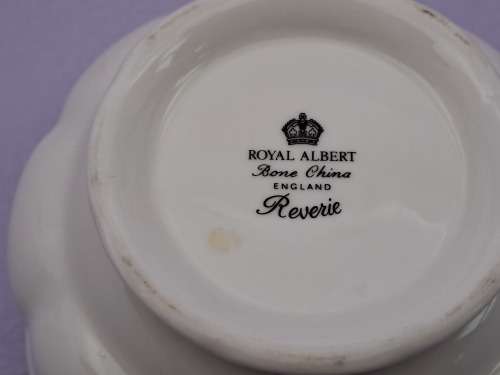 ROYAL ALBERT
Bone China
ENGLAND
Reverie